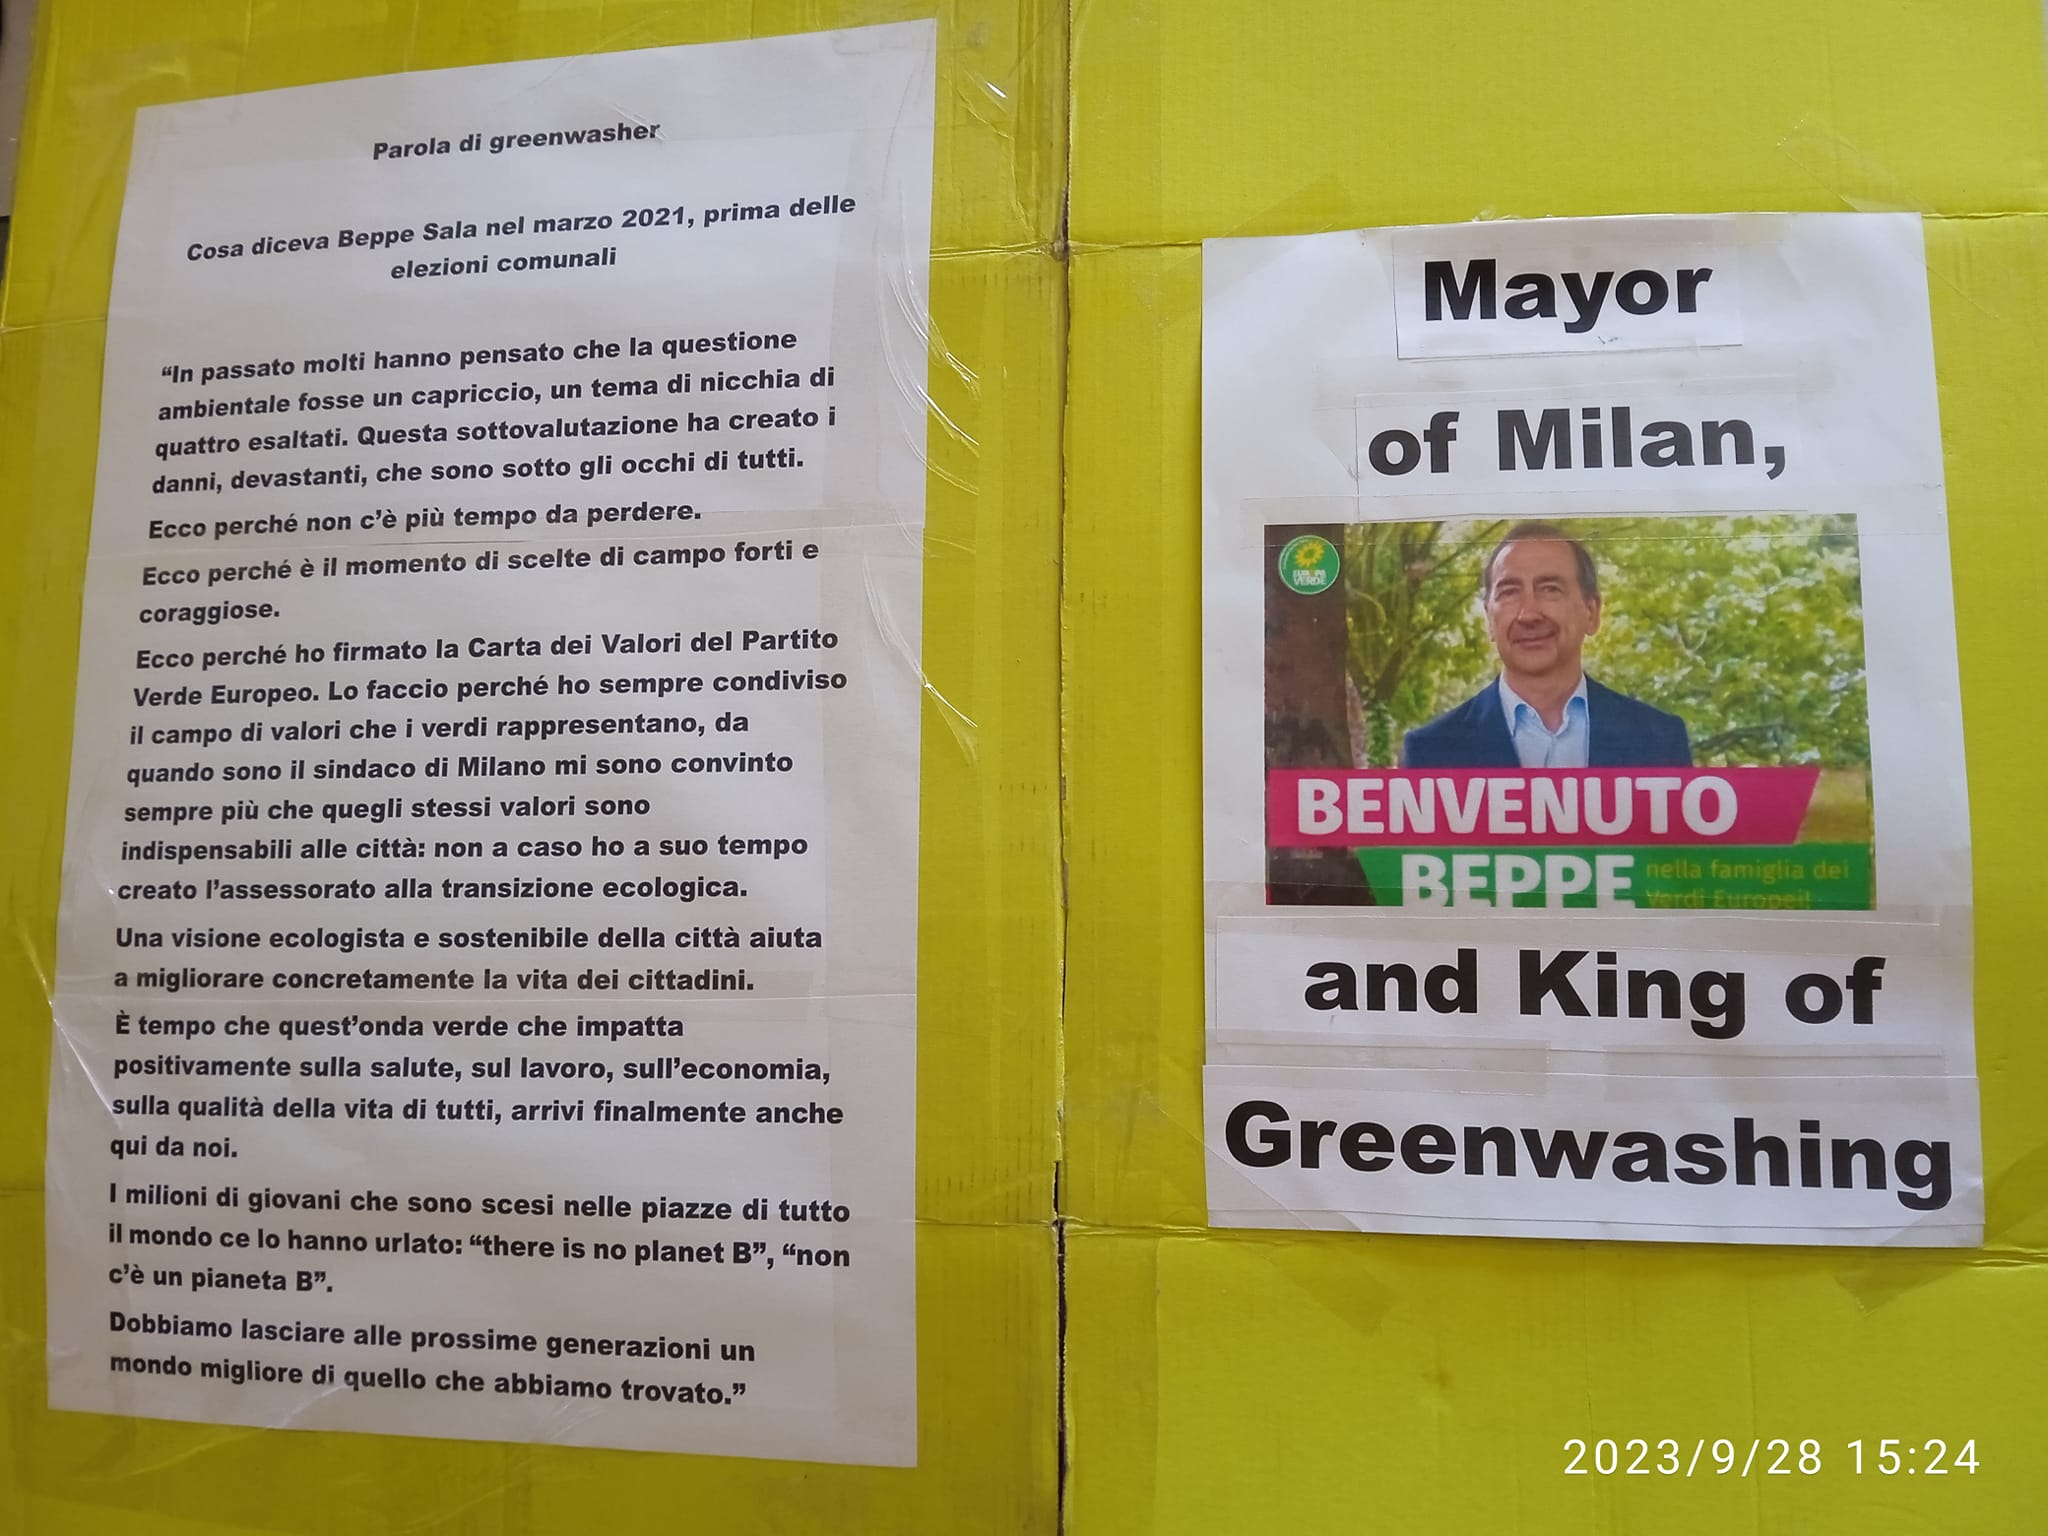 Parola di greenwasher
Cosa diceva Beppe Sala nel marzo 2021, prima delle
elezioni comunali
“In passato molti hanno pensato che la questione
ambientale fosse un capriccio, un tema di nicchia di
quattro esaltati. Questa sottovalutazione ha creato i
danni, devastanti, che sono sotto gli occhi di tutti.
Ecco perché non c’è più tempo da perdere.
Ecco perché è il momento di scelte di campo forti e
coraggiose.
Ecco perché ho firmato la Carta dei Valori del Partito
Verde Europeo. Lo faccio perché ho sempre condiviso
il campo di valori che i verdi rappresentano, da
quando sono il sindaco di Milano mi sono convinto
sempre più che quegli stessi valori sono
indispensabili alle città: non a caso ho a suo tempo
creato l’assessorato alla transizione ecologica.
Una visione ecologista e sostenibile della città aiuta
a migliorare concretamente la vita dei cittadini.
È tempo che quest’onda verde che impatta
positivamente sulla salute, sul lavoro, sull’economia,
sulla qualità della vita di tutti, arrivi finalmente anche
qui da noi.
I milioni di giovani che sono scesi nelle piazze di tutto
il mondo ce lo hanno urlato: “there is no planet B”, “non
c’è un pianeta B”.
Dobbiamo lasciare alle prossime generazioni un
mondo migliore di quello che abbiamo trovato.”
Mayor
of Milan,
EUROPA
VERDE
BENVENUTO
BEPPE nella famiglia dei
Verdi Europei!
and King of
Greenwashing
2023/9/28 15:24